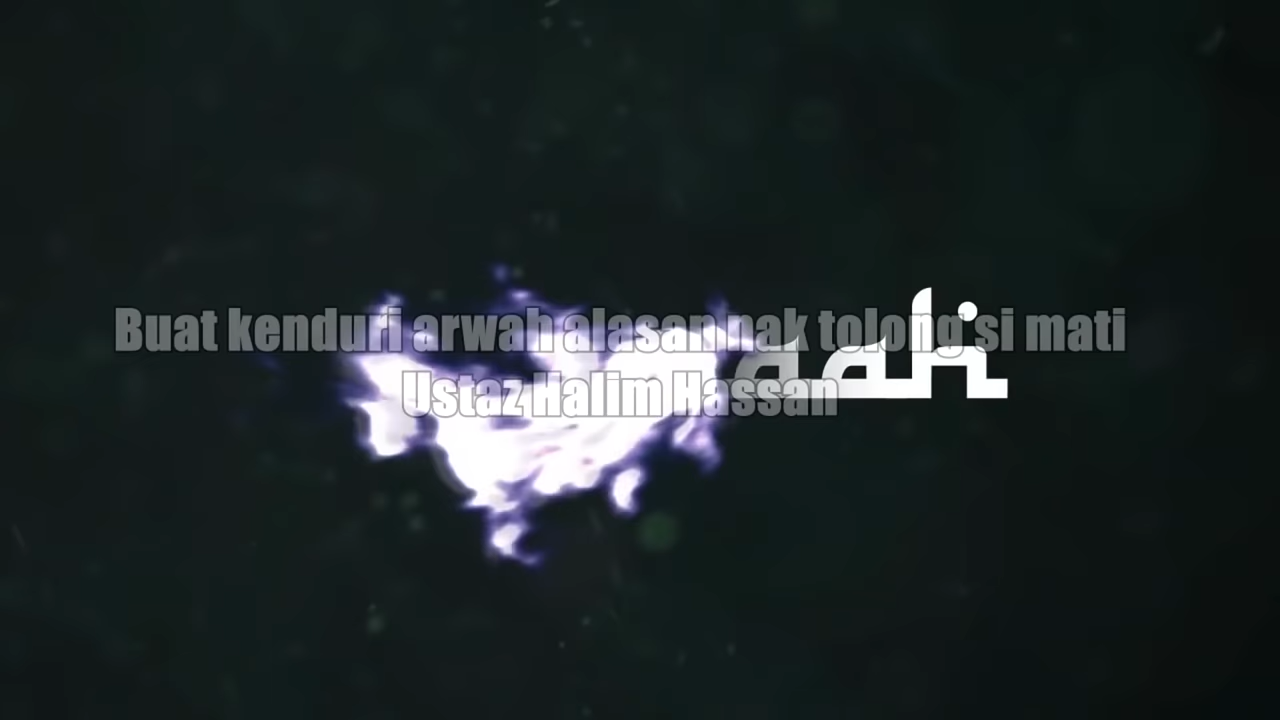 Buat kenduri arwah alasan nak tolong si mati
Ustaz Halim Hassan